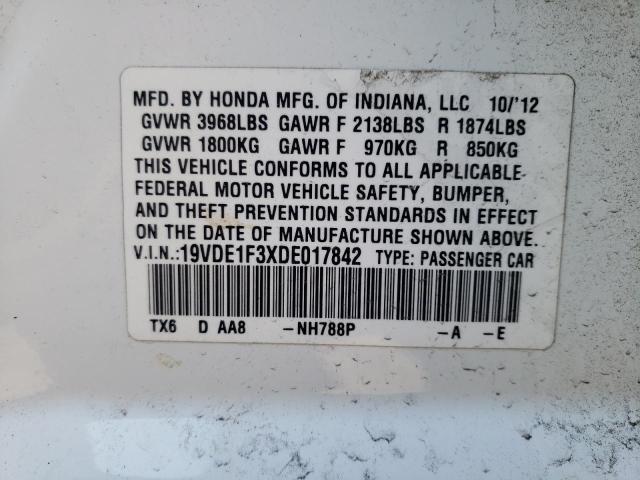 MFD. BY HONDA MFG. OF INDIANA, LLC 10/'12
GVWR 3968LBS GAWR F 2138LBS R 1874LBS
GVWR 1800KG GAWR F 970KG R 850KG
THIS VEHICLE CONFORMS TO ALL APPLICABLE
FEDERAL MOTOR VEHICLE SAFETY, BUMPER,
AND THEFT PREVENTION STANDARDS IN EFFECT
ON THE DATE OF MANUFACTURE SHOWN ABOVE.
V.I.N.:19VDE1F3XDE017842 TYPE: PASSENGER CAR
TX6 D AA8 -NH788P -A -E